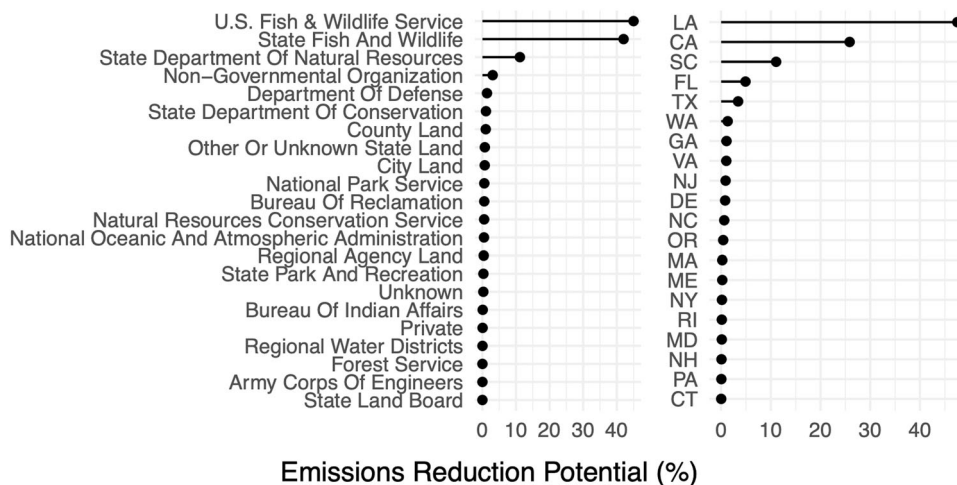 U.S. Fish & Wildlife Service
State Fish And Wildlife
State Department Of Natural Resources
Non−Governmental Organization
Department Of Defense
State Department Of Conservation
County Land
Other Or Unknown State Land
City Land
National Park Service
Bureau Of Reclamation
Natural Resources Conservation Service
National Oceanic And Atmospheric Administration
Regional Agency Land
State Park And Recreation
Unknown
Bureau Of Indian Affairs
Private
Regional Water Districts
Forest Service
Army Corps Of Engineers
State Land Board
0 10 20 30 40
LA
CA
SC
FL
TX
WA
GA
VA
NJ
DE
NC
OR
MA
ME
NY
RI
MD
NH
PA
CT
0 10 20 30 40
Emissions Reduction Potential (%)